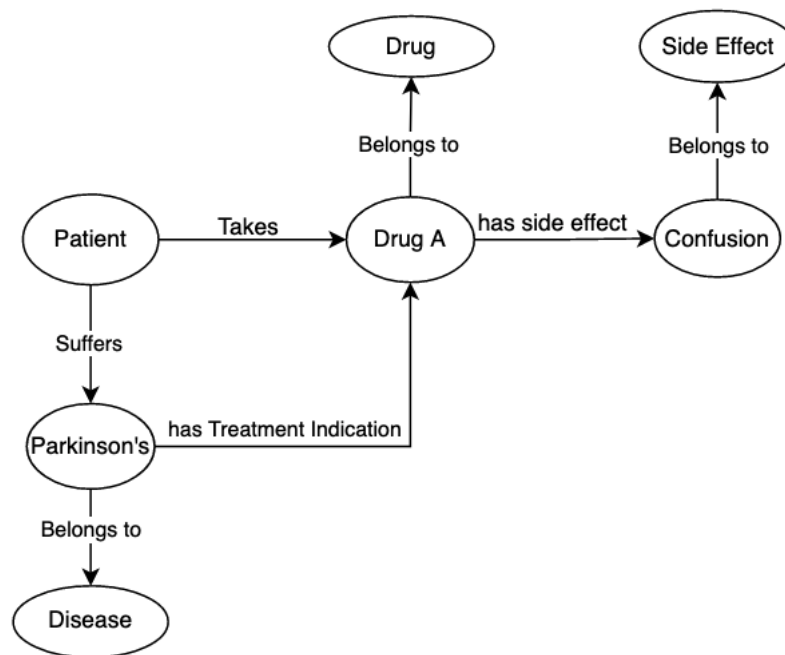 Drug
Side Effect
Belongs to
Belongs to
Patient
Takes
Drug A
has side effect
Confusion
Suffers
Parkinson's
has Treatment Indication
Belongs to
Disease